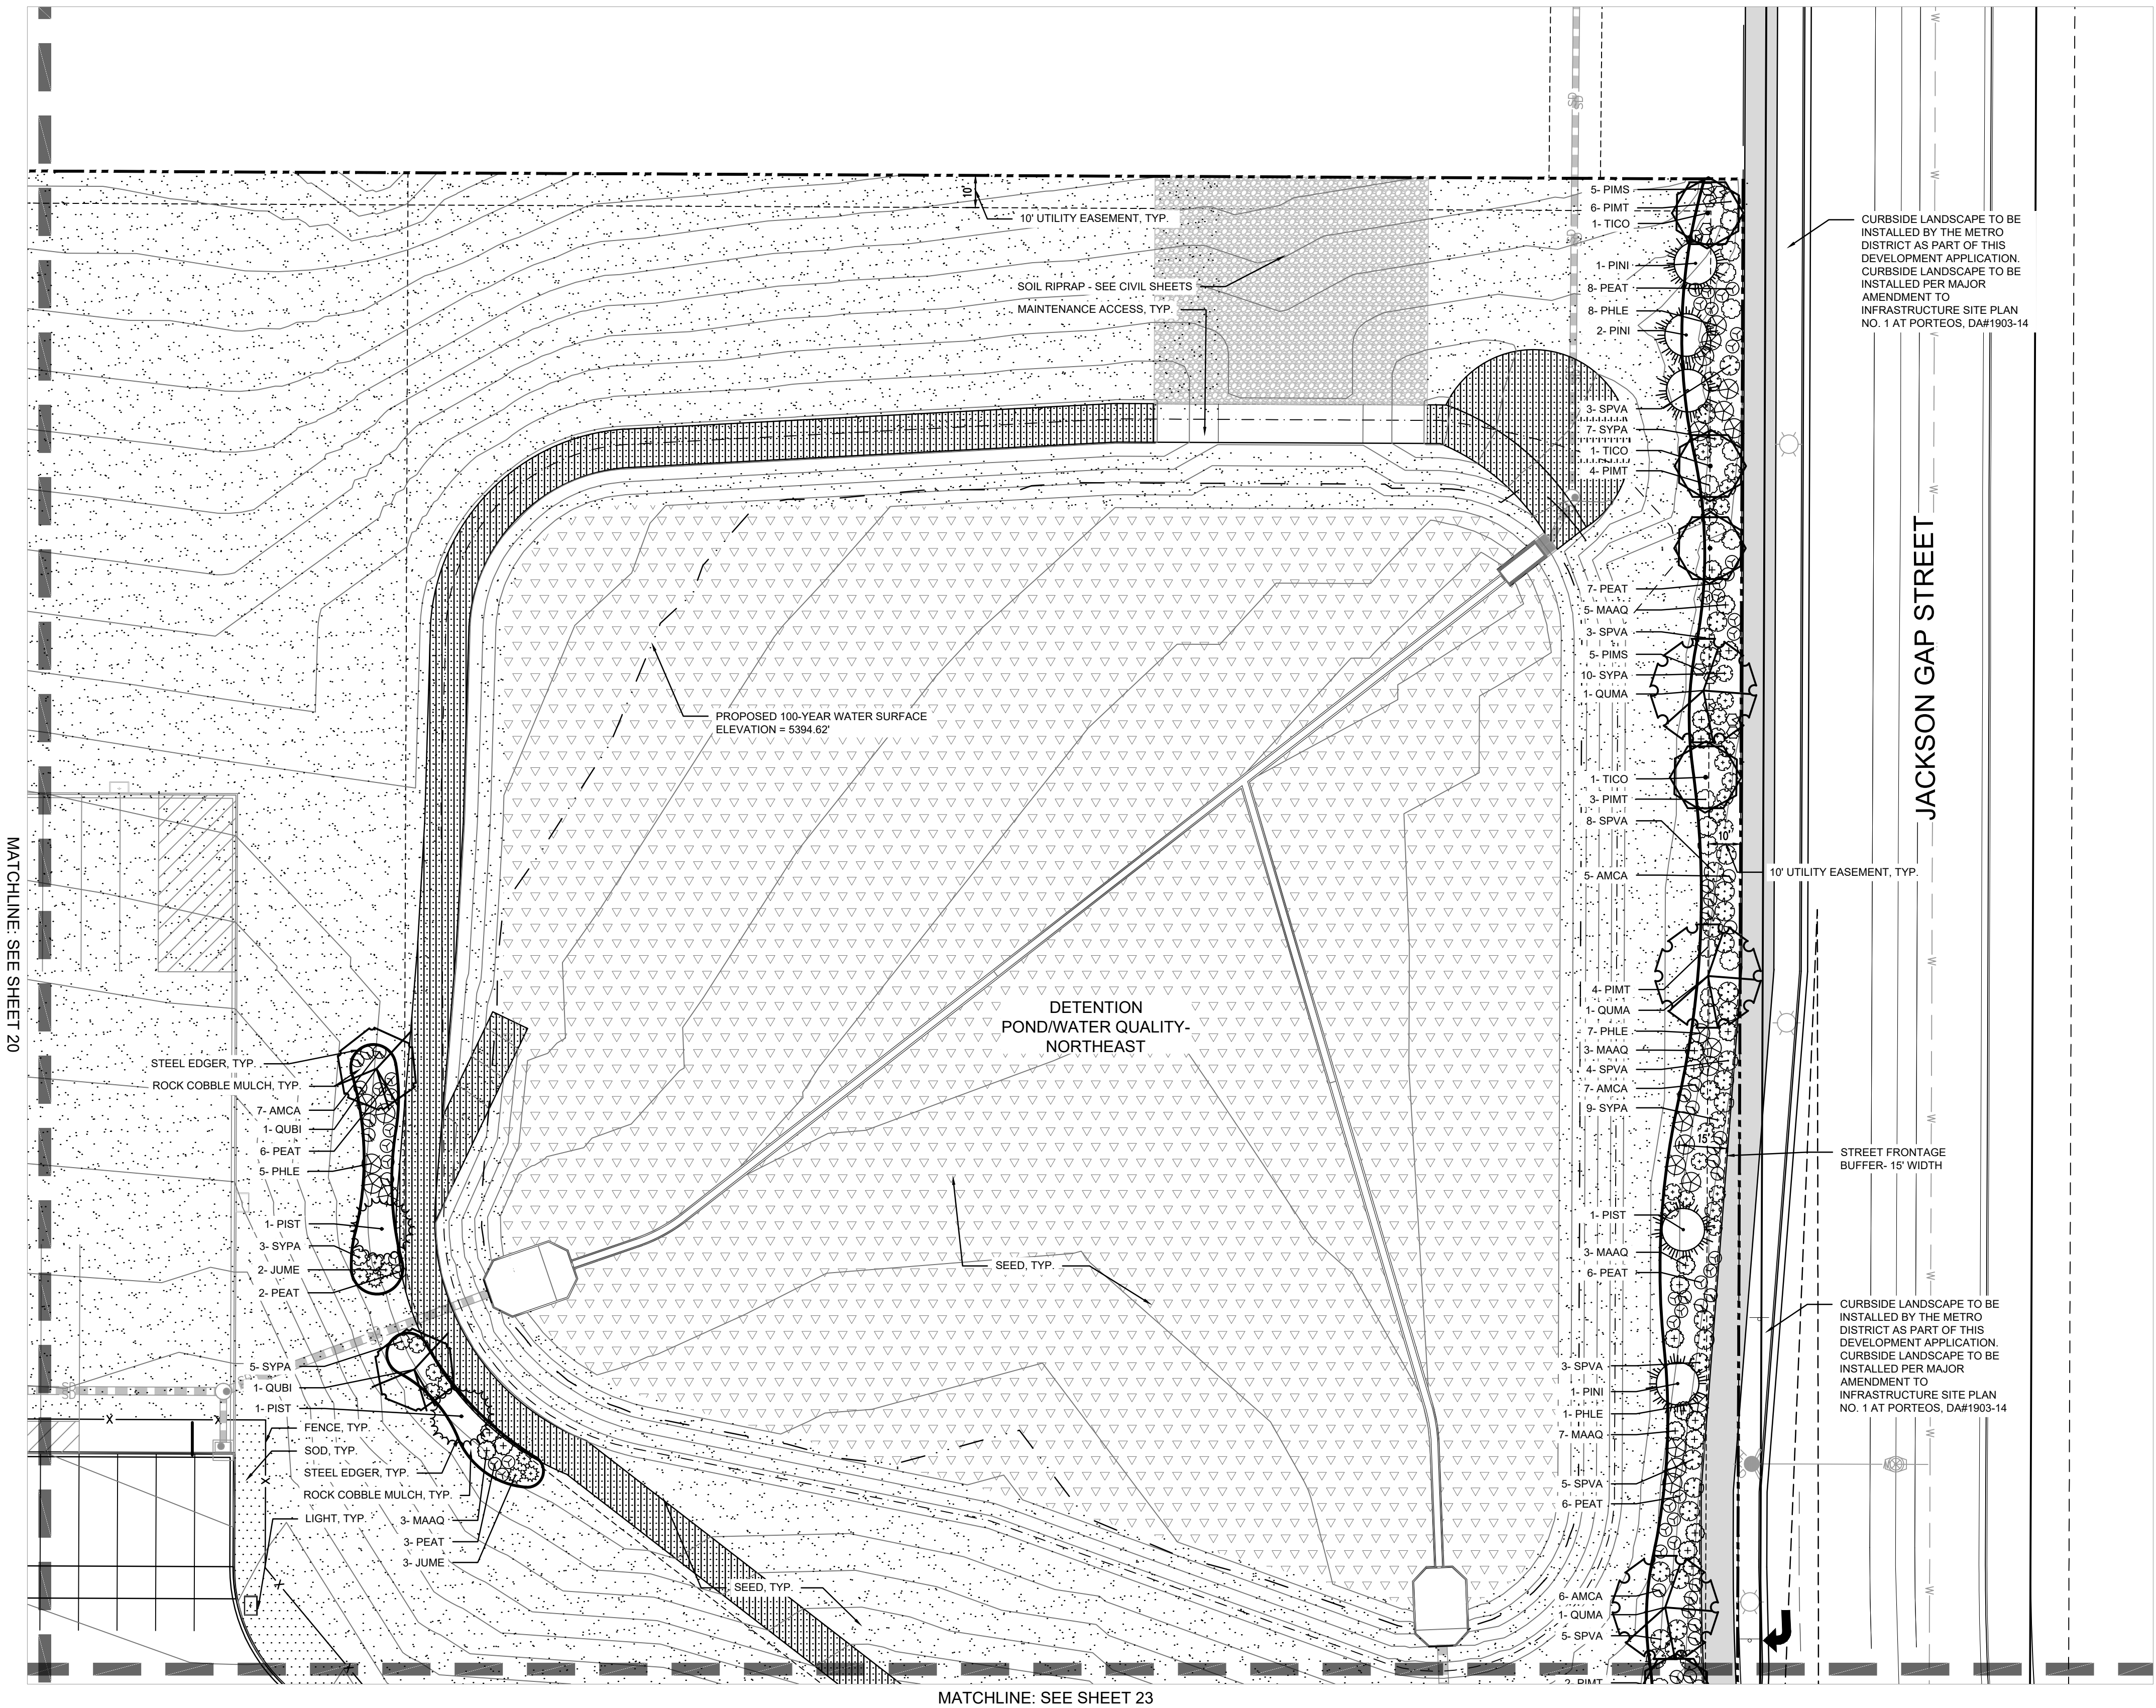 SD
SD
SD
10'
10' UTILITY EASEMENT, TYP.
SOIL RIPRAP - SEE CIVIL SHEETS
MAINTENANCE ACCESS, TYP.
5- PIMS
6- PIMT
1- TICO
1- PINI
8- PEAT
8- PHLE
2- PINI
3- SPVA
7- SYPA
1- TICO
4- PIMT
7- PEAT
5- MAAQ
3- SPVA
5- PIMS
10- SYPA
1- QUMA
1- TICO
3- PIMT
8- SPVA
5- AMCA
4- PIMT
1- QUMA
7- PHLE
3- MAAQ
4- SPVA
7- AMCA
9- SYPA
1- PIST
3- MAAQ
6- PEAT
3- SPVA
1- PINI
1- PHLE
7- MAAQ
5- SPVA
6- PEAT
6- AMCA
1- QUMA
5- SPVA
2- PIMT
CURBSIDE LANDSCAPE TO BE
INSTALLED BY THE METRO
DISTRICT AS PART OF THIS
DEVELOPMENT APPLICATION.
CURBSIDE LANDSCAPE TO BE
INSTALLED PER MAJOR
AMENDMENT TO
INFRASTRUCTURE SITE PLAN
NO. 1 AT PORTEOS, DA#1903-14
W
W
W
W
W
W
W
JACKSON GAP STREET
10'
10' UTILITY EASEMENT, TYP.
15'
STREET FRONTAGE
BUFFER- 15' WIDTH
CURBSIDE LANDSCAPE TO BE
INSTALLED BY THE METRO
DISTRICT AS PART OF THIS
DEVELOPMENT APPLICATION.
CURBSIDE LANDSCAPE TO BE
INSTALLED PER MAJOR
AMENDMENT TO
INFRASTRUCTURE SITE PLAN
NO. 1 AT PORTEOS, DA#1903-14
PROPOSED 100-YEAR WATER SURFACE
ELEVATION = 5394.62'
DETENTION
POND/WATER QUALITY-
NORTHEAST
SEED, TYP.
SEED, TYP.
STEEL EDGER, TYP.
ROCK COBBLE MULCH, TYP.
7- AMCA
1- QUBI
6- PEAT
5- PHLE
1- PIST
3- SYPA
2- JUME
2- PEAT
5- SYPA
1- QUBI
1- PIST
SD
X
X
X
X
X
FENCE, TYP.
SOD, TYP.
STEEL EDGER, TYP.
ROCK COBBLE MULCH, TYP.
LIGHT, TYP.
3- MAAQ
3- PEAT
3- JUME
MATCHLINE: SEE SHEET 20
MATCHLINE: SEE SHEET 23